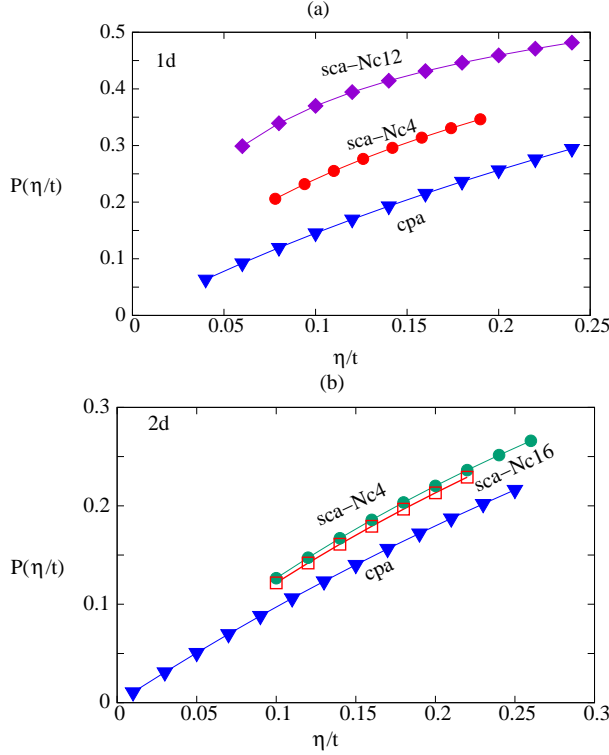 (a)
0.5
1d
sca–Nc12
0.4
sca–Nc4
0.3
P(η/t)
0.2
cpa
0.1
0
0 0.05 0.1 0.15 0.2 0.25
η/t
(b)
0.3
2d
sca–Nc4
sca–Nc16
0.2
P(η/t)
cpa
0.1
0
0 0.05 0.1 0.15 0.2 0.25 0.3
η/t